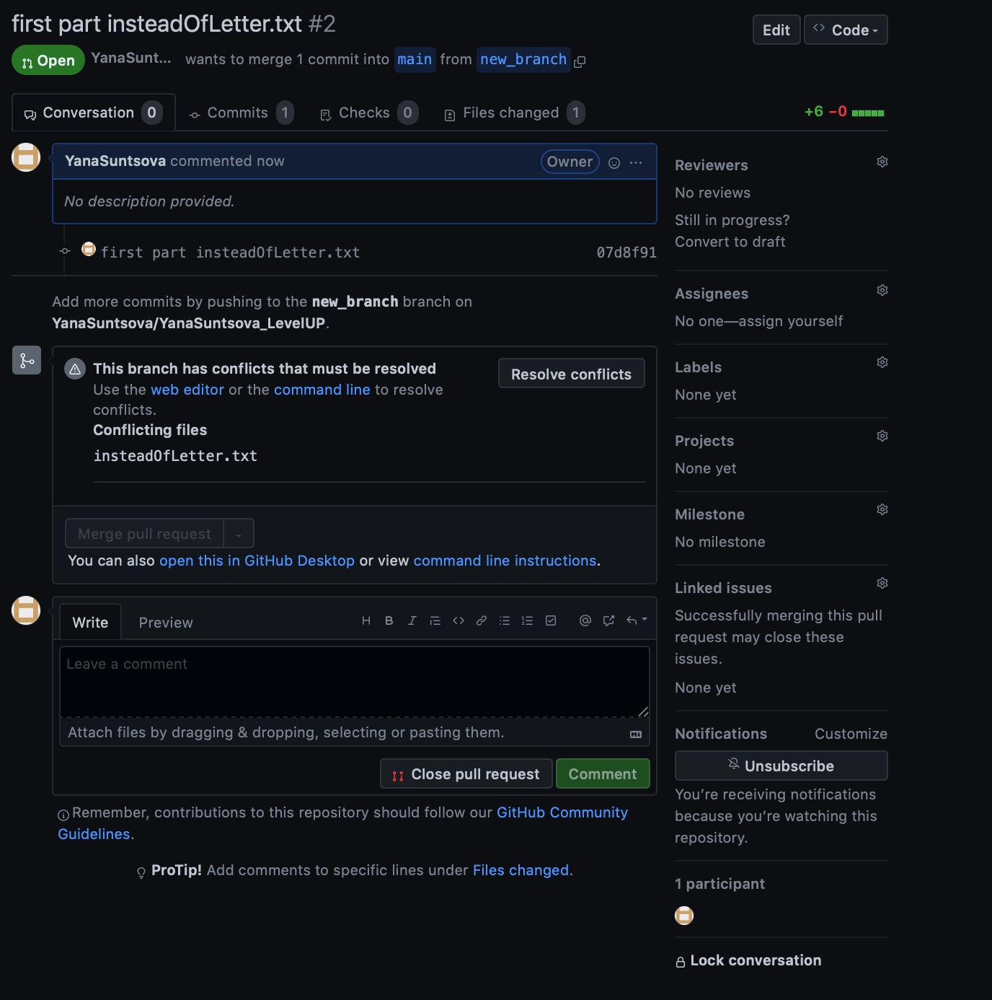 first part insteadOfLetter.txt #2
Edit
Code
Open
YanaSunt...
wants to merge 1 commit into main from new_branch
Conversation 0
Commits 1
Checks 0
Files changed 1
+6 −0
YanaSuntsova commented now
Owner
No description provided.
first part insteadOfLetter.txt
07d8f91
Add more commits by pushing to the new_branch branch on
YanaSuntsova/YanaSuntsova_LevelUP.
This branch has conflicts that must be resolved
Use the web editor or the command line to resolve
conflicts.
Conflicting files
insteadOfLetter.txt
Resolve conflicts
Merge pull request
You can also open this in GitHub Desktop or view command line instructions.
Write
Preview
H B I
Leave a comment
Attach files by dragging & dropping, selecting or pasting them.
Close pull request
Comment
Remember, contributions to this repository should follow our GitHub Community
Guidelines.
ProTip! Add comments to specific lines under Files changed.
Reviewers
No reviews
Still in progress?
Convert to draft
Assignees
No one—assign yourself
Labels
None yet
Projects
None yet
Milestone
No milestone
Linked issues
Successfully merging this pull
request may close these
issues.
None yet
Notifications
Customize
Unsubscribe
You’re receiving notifications
because you’re watching this
repository.
1 participant
Lock conversation